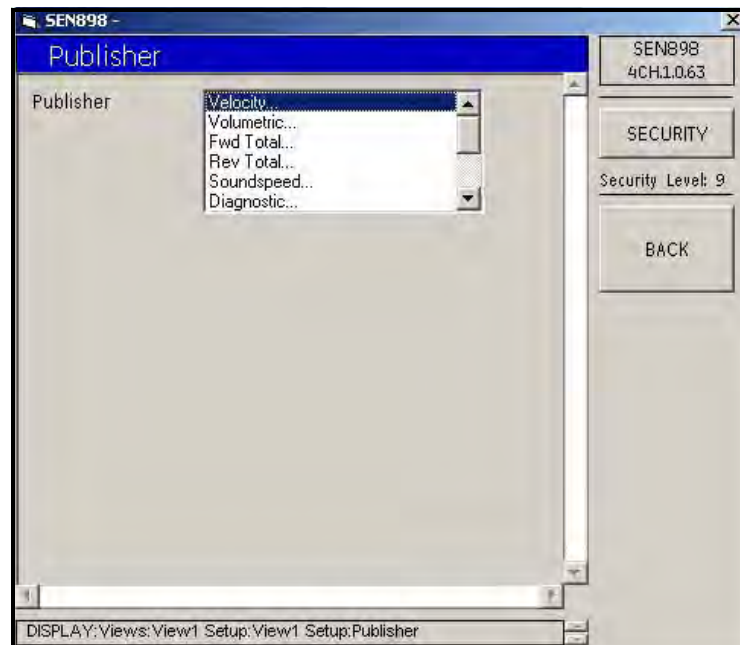 SEN898 -
Publisher
Publisher
Velocity...
Volumetric...
Fwd Total...
Rev Total...
Soundspeed...
Diagnostic...
SEN898
4CH.1.0.63
SECURITY
Security Level: 9
BACK
DISPLAY:Views:View1 Setup:View1 Setup:Publisher